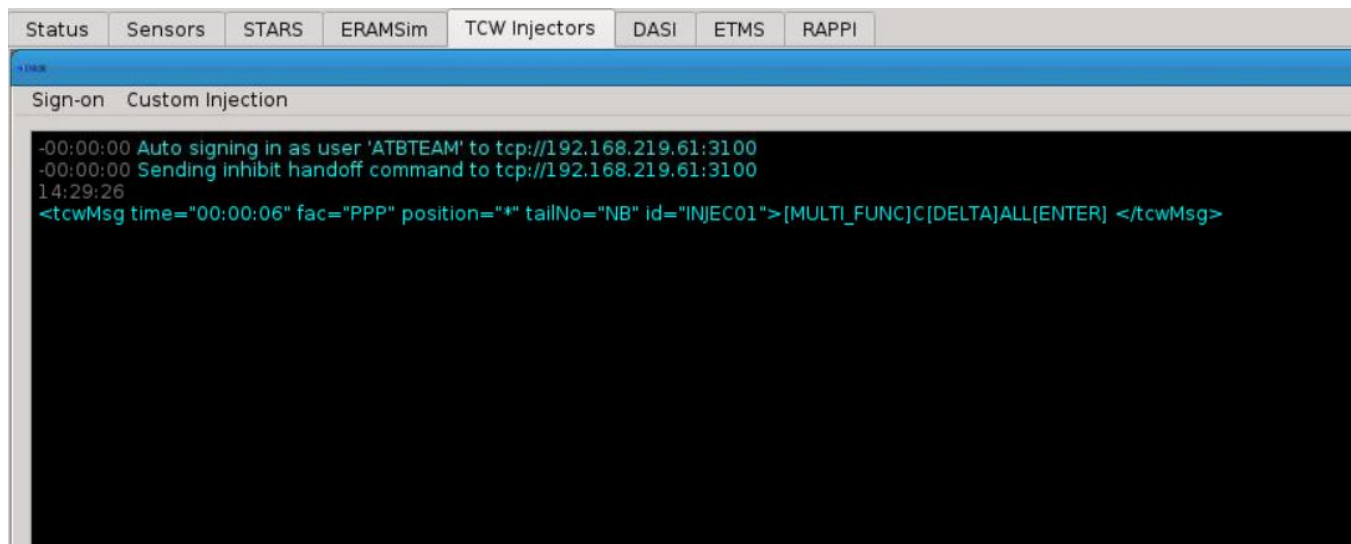 Status Sensors STARS ERAMSim TCW Injectors DASI ETMS RAPPI
Sign-on Custom Injection
-00:00:00 Auto signing in as user 'ATBTEAM' to tcp://192.168.219.61:3100
-00:00:00 Sending inhibit handoff command to tcp://192.168.219.61:3100
14:29:26
<tcwMsg time="00:00:06" fac="PPP" position="*" tailNo="NB" id="INJEC01">[MULTI_FUNC]C[DELTA]ALL[ENTER] </tcwMsg>